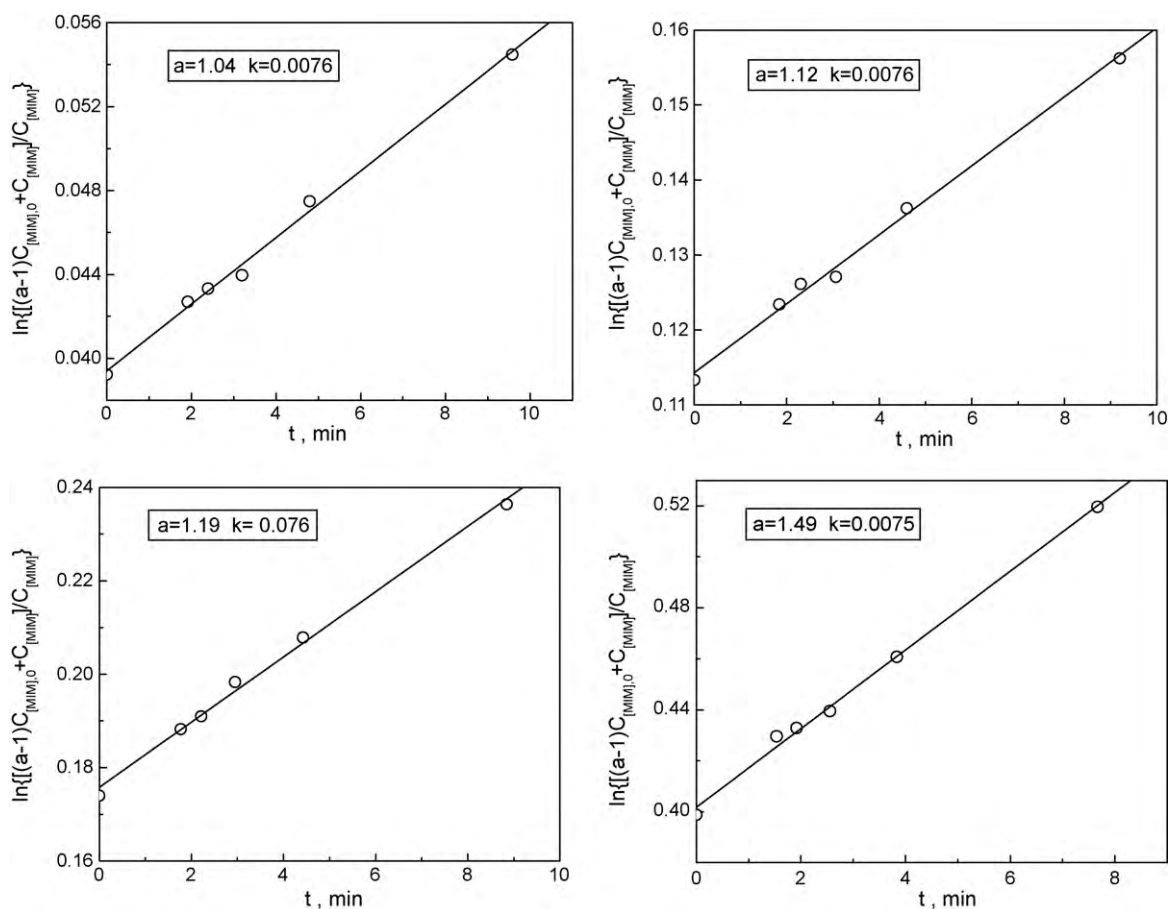 0.056
0.052
0.048
0.044
0.040
ln{[(a-1)C[MIM],0+C[MIM]]/C[MIM]}
a=1.04 k=0.0076
0 2 4 6 8 10
t , min
0.16
0.15
0.14
0.13
0.12
0.11
ln{[(a-1)C[MIM],0+C[MIM]]/C[MIM]}
a=1.12 k=0.0076
0 2 4 6 8 10
t , min
0.24
0.22
0.20
0.18
0.16
ln{[(a-1)C[MIM],0+C[MIM]]/C[MIM]}
a=1.19 k= 0.076
0 2 4 6 8 10
t , min
0.52
0.48
0.44
0.40
ln{[(a-1)C[MIM],0+C[MIM]]/C[MIM]}
a=1.49 k=0.0075
0 2 4 6 8
t , min